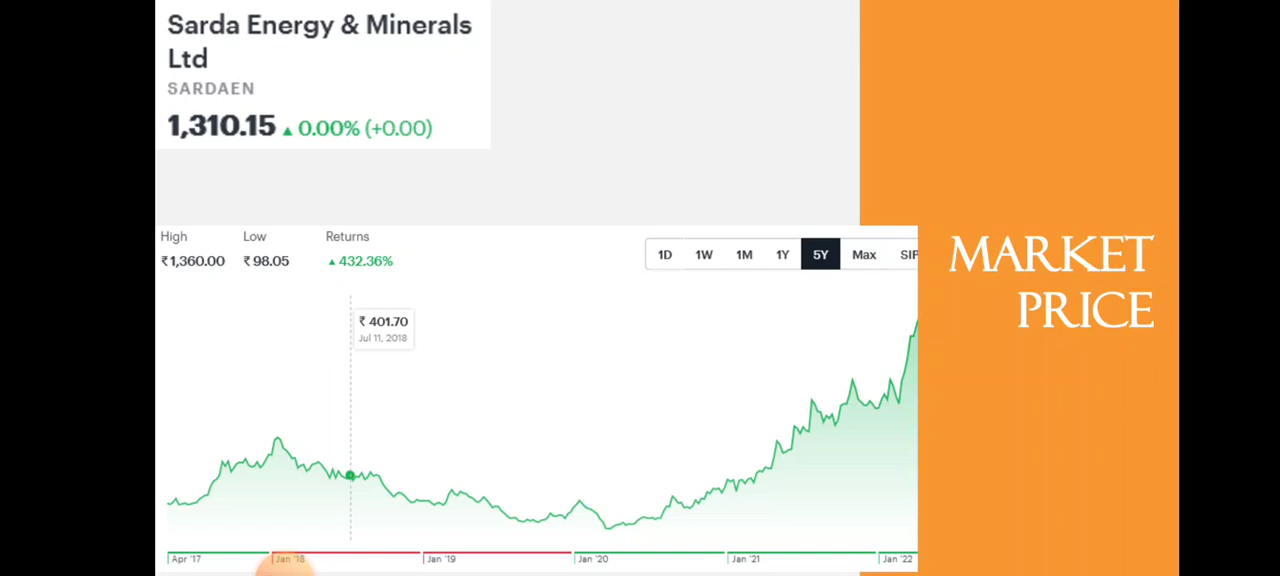 Sarda Energy & Minerals
Ltd
SARDAEN
1,310.15 ▲ 0.00% (+0.00)
High Low Returns
₹1,360.00 ₹98.05 ▲ 432.36%
1D 1W 1M 1Y 5Y Max SIP
MARKET
PRICE
₹ 401.70
Jul 11, 2018
Apr '17 Jan '18 Jan '19 Jan '20 Jan '21 Jan '22